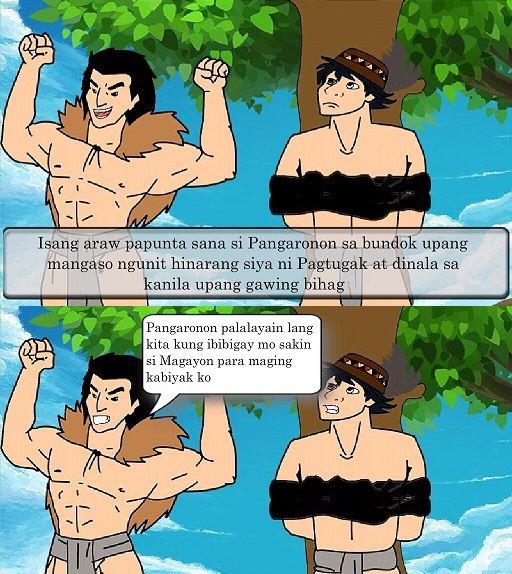 Isang araw papunta sana si Pangaronon sa bundok upang
mangaso ngunit hinarang siya ni Pagtugak at dinala sa
kanila upang gawing bihag
Pangaronon palalayain lang
kita kung ibibigay mo sakin
si Magayon para maging
kabiyak ko